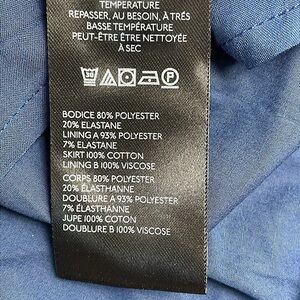 TEMPÉRATURE
REPASSER, AU BESOIN, À TRÈS
BASSE TEMPÉRATURE
PEUT-ÊTRE ÊTRE NETTOYÉE
À SEC
30
P
BODICE 80% POLYESTER
20% ELASTANE
LINING A 93% POLYESTER
7% ELASTANE
SKIRT 100% COTTON
LINING B 100% VISCOSE
CORPS 80% POLYESTER
20% ÉLASTHANNE
DOUBLURE A 93% POLYESTER
7% ÉLASTHANNE
JUPE 100% COTON
DOUBLURE B 100% VISCOSE